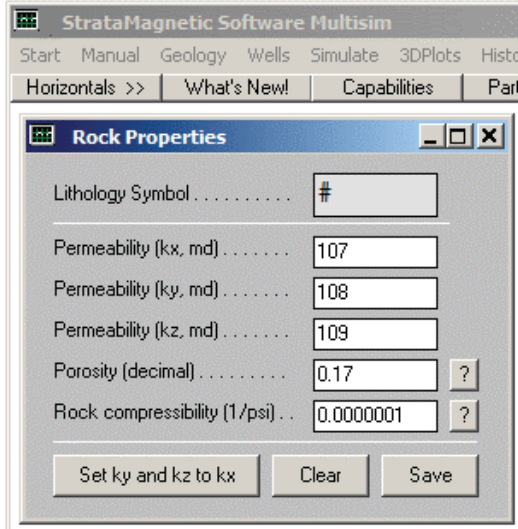 StrataMagnetic Software Multisim
Start Manual Geology Wells Simulate 3DPlots
Horizontals >> What's New! Capabilities
Rock Properties
Lithology Symbol . . . . . . . . . . #
Permeability (kx, md) . . . . . . . 107
Permeability (ky, md) . . . . . . . 108
Permeability (kz, md) . . . . . . . 109
Porosity (decimal) . . . . . . . . . 0.17 ?
Rock compressibility (1/psi) . . 0.0000001 ?
Set ky and kz to kx Clear Save